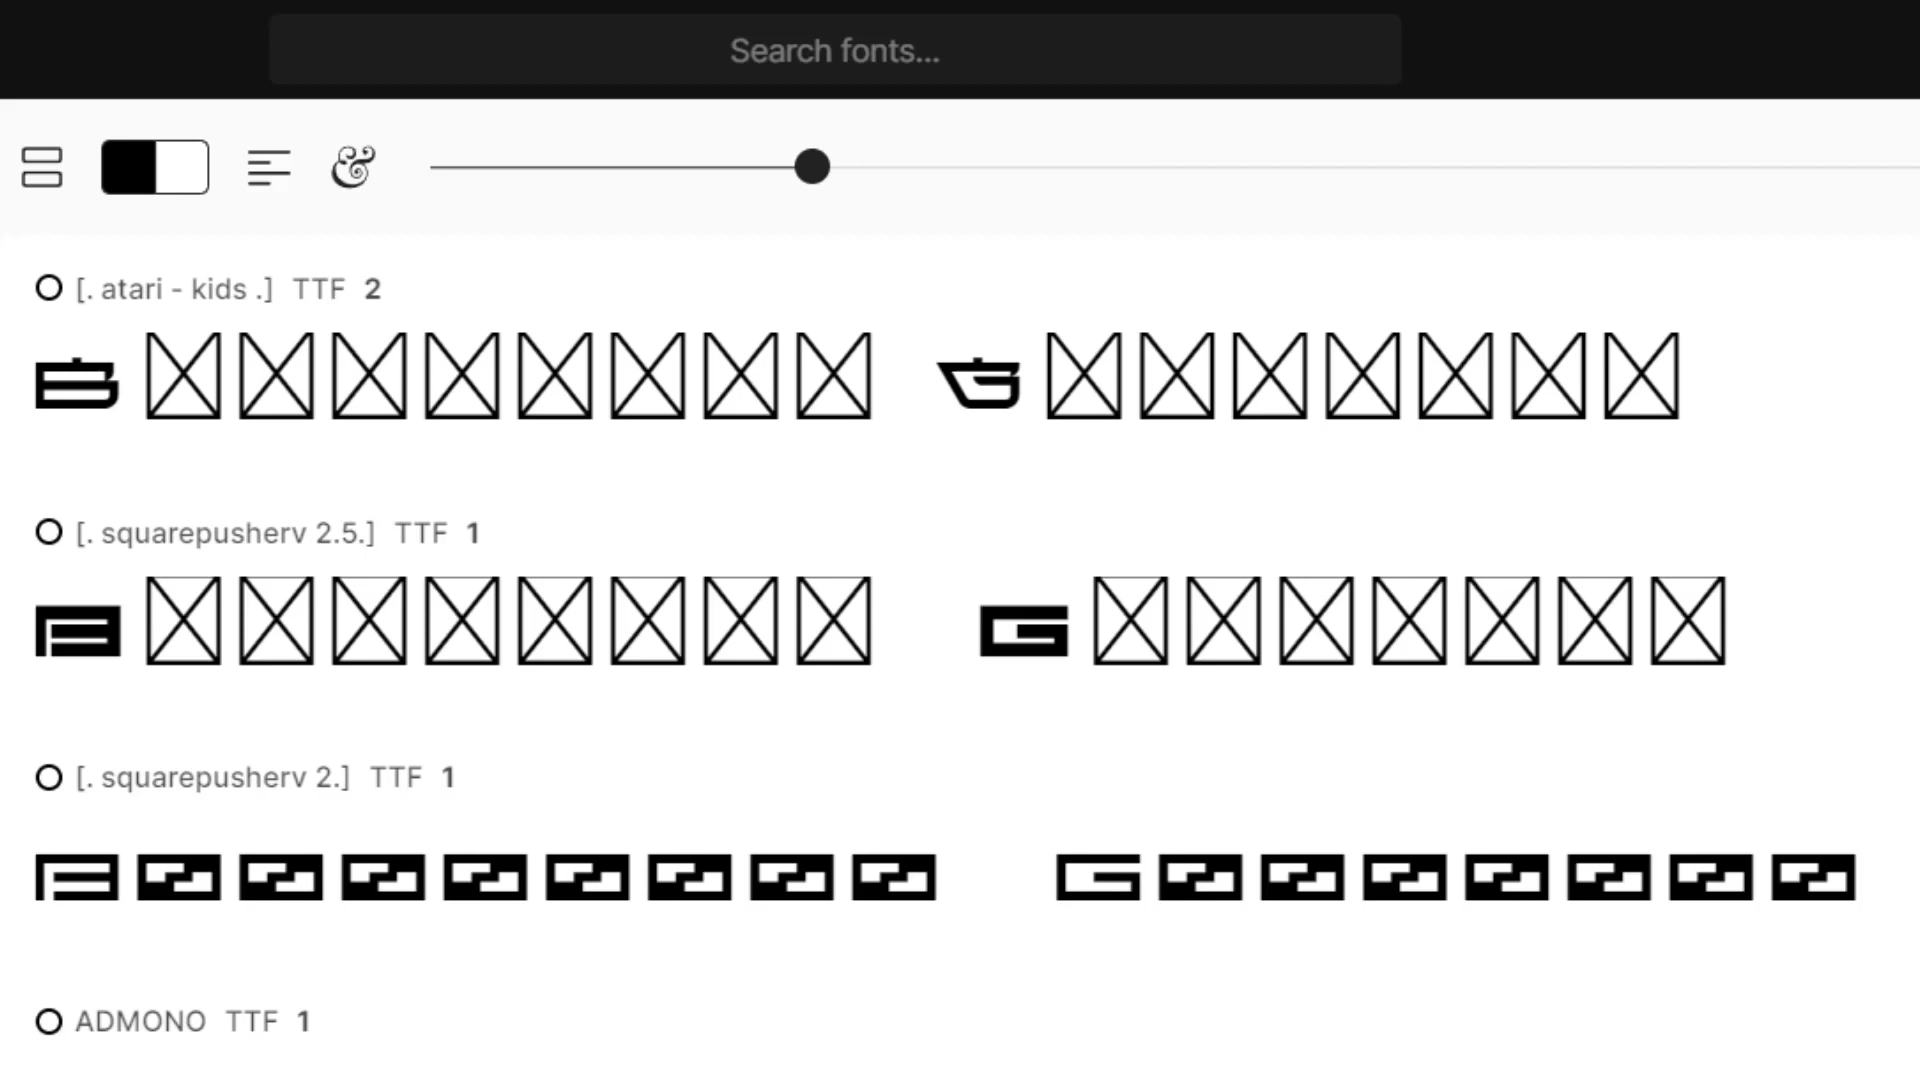 Search fonts...
[. atari - kids .] TTF 2
B G
[. squarepusherv 2.5.] TTF 1
B G
[. squarepusherv 2.] TTF 1
B G
ADMONO TTF 1